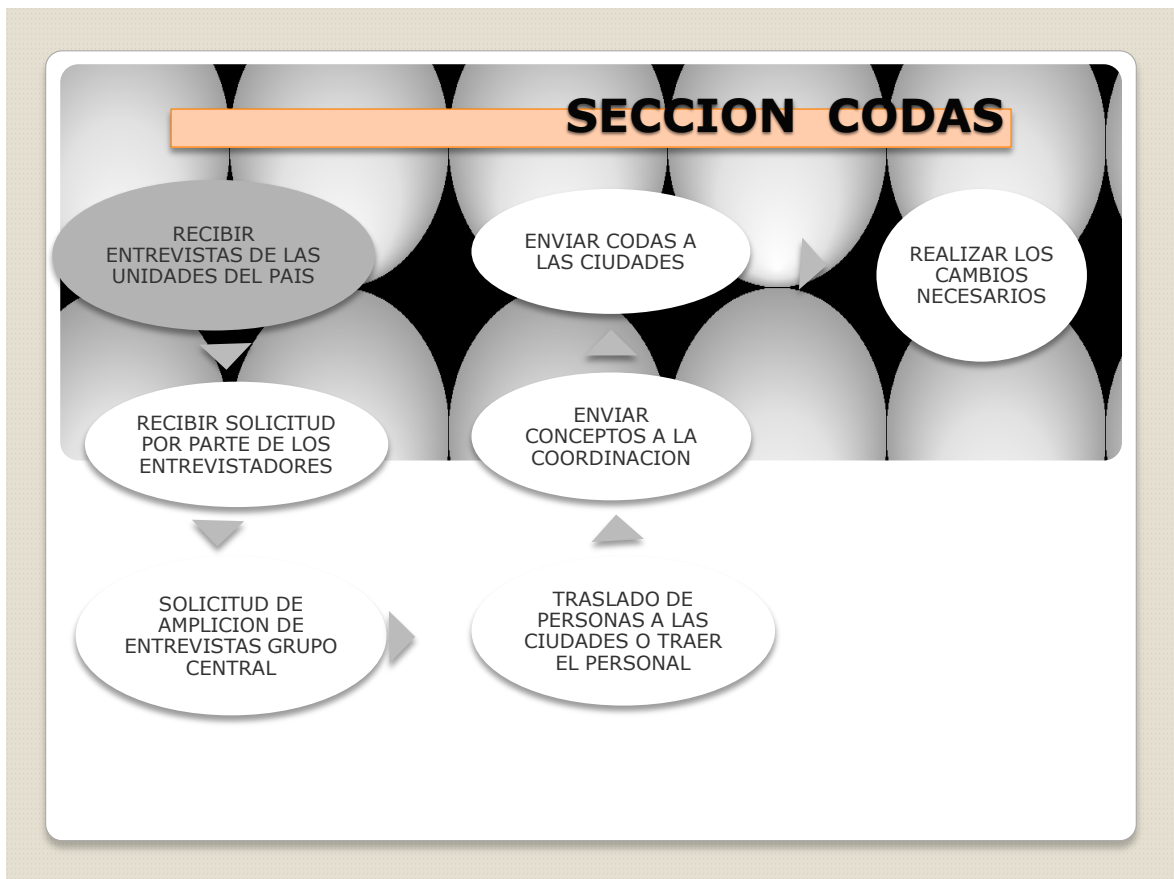 SECCION CODAS
RECIBIR
ENTREVISTAS DE LAS
UNIDADES DEL PAIS
RECIBIR SOLICITUD
POR PARTE DE LOS
ENTREVISTADORES
SOLICITUD DE
AMPLICION DE
ENTREVISTAS GRUPO
CENTRAL
TRASLADO DE
PERSONAS A LAS
CIUDADES O TRAER
EL PERSONAL
ENVIAR
CONCEPTOS A LA
COORDINACION
ENVIAR CODAS A
LAS CIUDADES
REALIZAR LOS
CAMBIOS
NECESARIOS